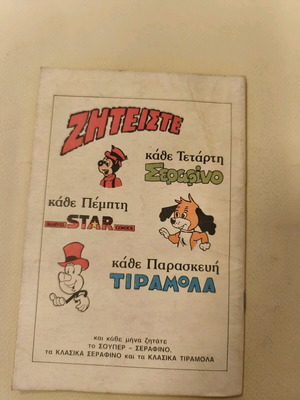 ΖΗΤΕΙΣΤΕ
κάθε Τετάρτη
Σεραφίνο
κάθε Πέμπτη
STAR
κάθε Παρασκευή
ΤΙΡΑΜΟΛΑ
και κάθε μήνα ζητάτε
το ΣΟΥΠΕΡ - ΣΕΡΑΦΙΝΟ,
τα ΚΛΑΣΙΚΑ ΣΕΡΑΦΙΝΟ και τα ΚΛΑΣΙΚΑ ΤΙΡΑΜΟΛΑ